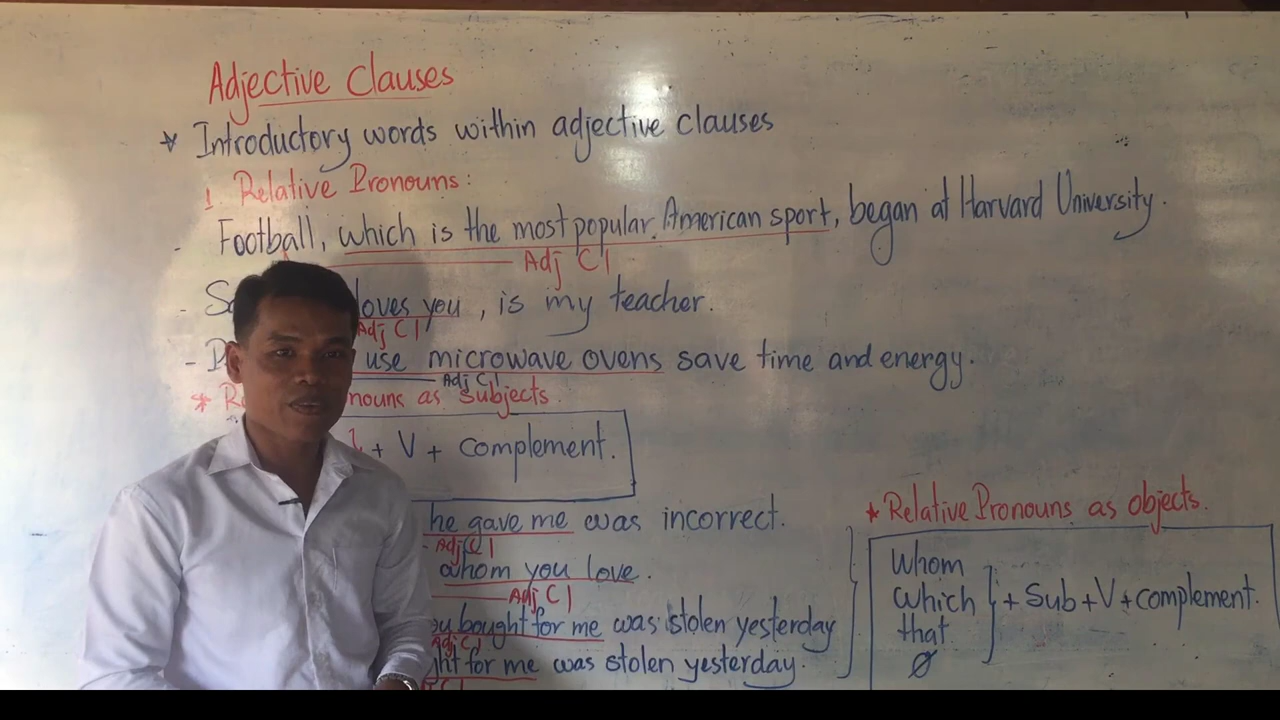 Adjective Clauses
* Introductory words within adjective clauses
1. Relative Pronouns:
- Football, which is the most popular American sport, began at Harvard University.
Adj Cl
- loves you, is my teacher.
Adj Cl
- use microwave ovens save time and energy.
Adj Cl
* nouns as subjects.
+ V + complement.
he gave me was incorrect.
Adj Cl
whom you love.
Adj Cl
bought for me was stolen yesterday
Adj Cl
for me was stolen yesterday.
* Relative Pronouns as objects.
Whom
which
that
Ø
} + Sub + V + complement.